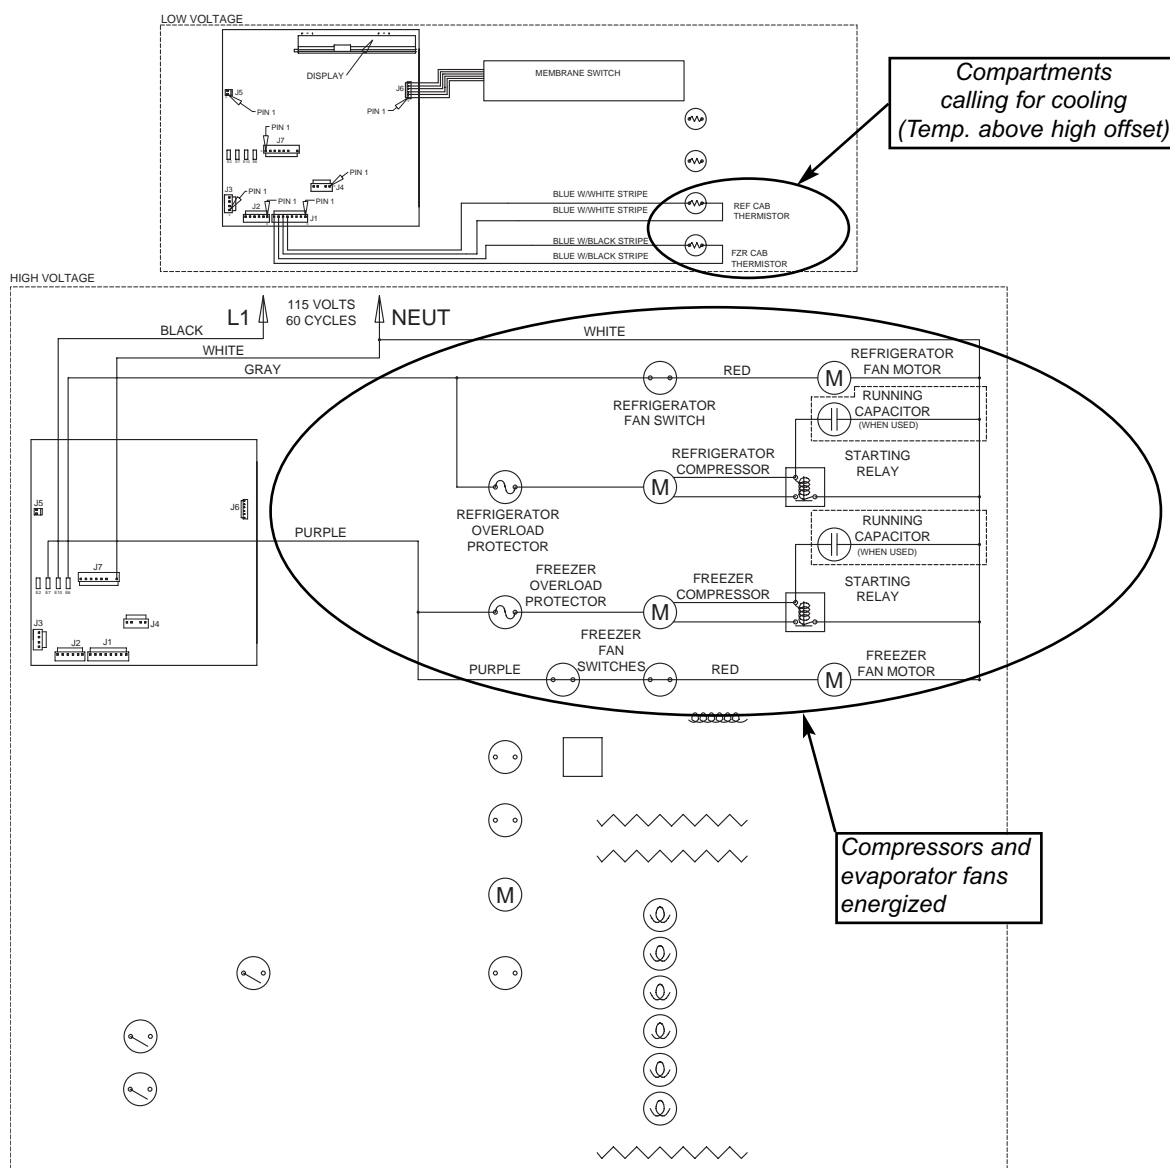 LOW VOLTAGE
DISPLAY
MEMBRANE SWITCH
J6
PIN 1
J5
PIN 1
PIN 1
J7
PIN 1
J4
J3
PIN 1
J2
PIN 1
PIN 1
J1
BLUE W/WHITE STRIPE
BLUE W/WHITE STRIPE
BLUE W/BLACK STRIPE
BLUE W/BLACK STRIPE
REF CAB
THERMISTOR
FZR CAB
THERMISTOR
Compartments
calling for cooling
(Temp. above high offset)
HIGH VOLTAGE
L1
115 VOLTS
60 CYCLES
NEUT
BLACK
WHITE
WHITE
GRAY
RED
REFRIGERATOR
FAN MOTOR
M
REFRIGERATOR
FAN SWITCH
RUNNING
CAPACITOR
(WHEN USED)
REFRIGERATOR
COMPRESSOR
STARTING
RELAY
M
REFRIGERATOR
OVERLOAD
PROTECTOR
J5
J6
PURPLE
RUNNING
CAPACITOR
(WHEN USED)
FREEZER
OVERLOAD
PROTECTOR
FREEZER
COMPRESSOR
STARTING
RELAY
M
J7
E2 E7 E10 E6
J4
J3
J2
J1
FREEZER
FAN
SWITCHES
PURPLE
RED
FREEZER
FAN MOTOR
M
M
Compressors and
evaporator fans
energized